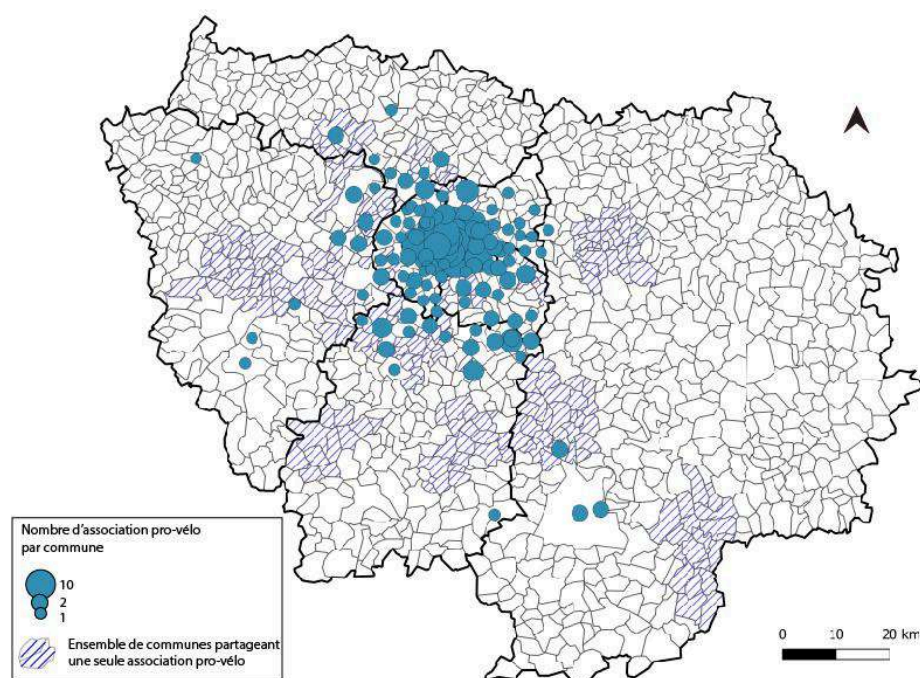 Nombre d'association pro-vélo
par commune
10
2
1
Ensemble de communes partageant
une seule association pro-vélo
0 10 20 km